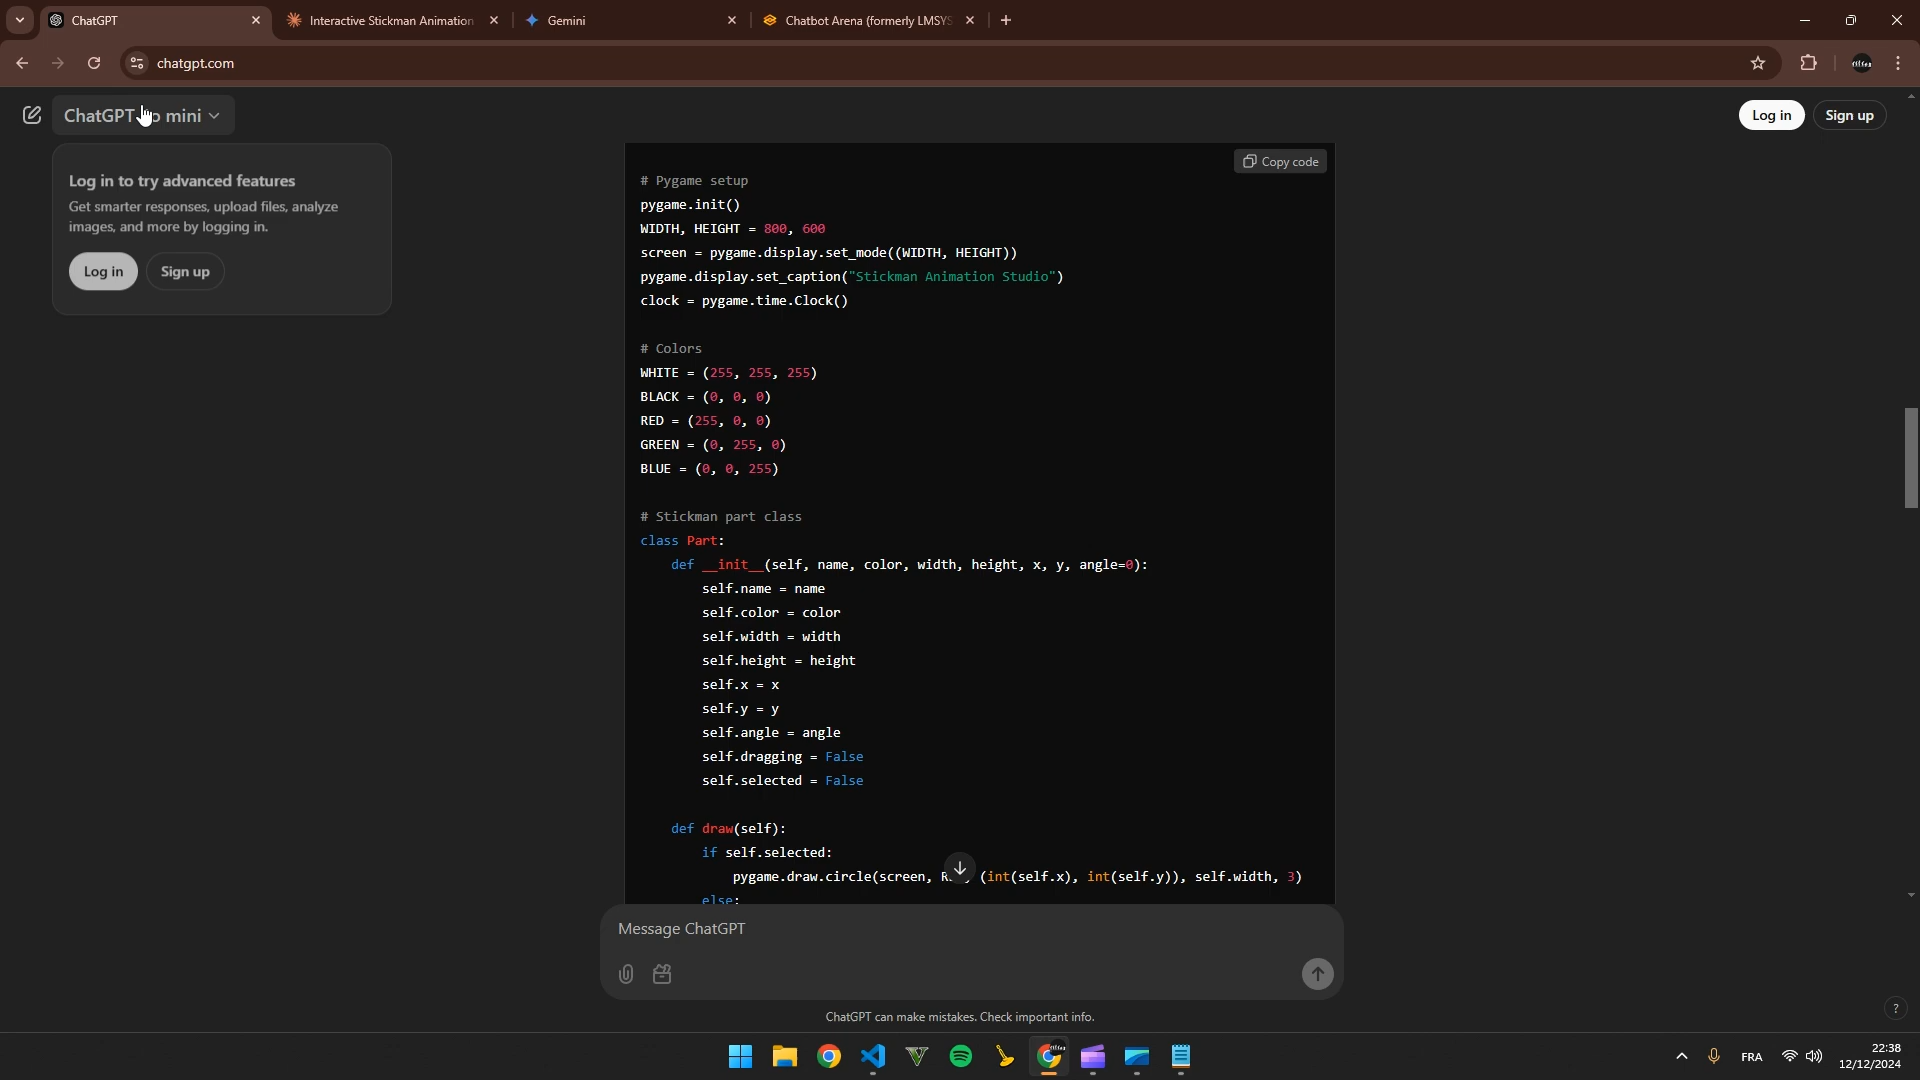 ChatGPT
Interactive Stickman Animation
Gemini
Chatbot Arena (formerly LMSYS
chatgpt.com
ChatGPT o mini
Log in
Sign up
Log in to try advanced features
Get smarter responses, upload files, analyze
images, and more by logging in.
Log in
Sign up
Copy code
# Pygame setup
pygame.init()
WIDTH, HEIGHT = 800, 600
screen = pygame.display.set_mode((WIDTH, HEIGHT))
pygame.display.set_caption("Stickman Animation Studio")
clock = pygame.time.Clock()
# Colors
WHITE = (255, 255, 255)
BLACK = (0, 0, 0)
RED = (255, 0, 0)
GREEN = (0, 255, 0)
BLUE = (0, 0, 255)
# Stickman part class
class Part:
def __init__(self, name, color, width, height, x, y, angle=0):
self.name = name
self.color = color
self.width = width
self.height = height
self.x = x
self.y = y
self.angle = angle
self.dragging = False
self.selected = False
def draw(self):
if self.selected:
pygame.draw.circle(screen, (int(self.x), int(self.y)), self.width, 3)
else:
Message ChatGPT
ChatGPT can make mistakes. Check important info.
?
FRA
22:38
12/12/2024